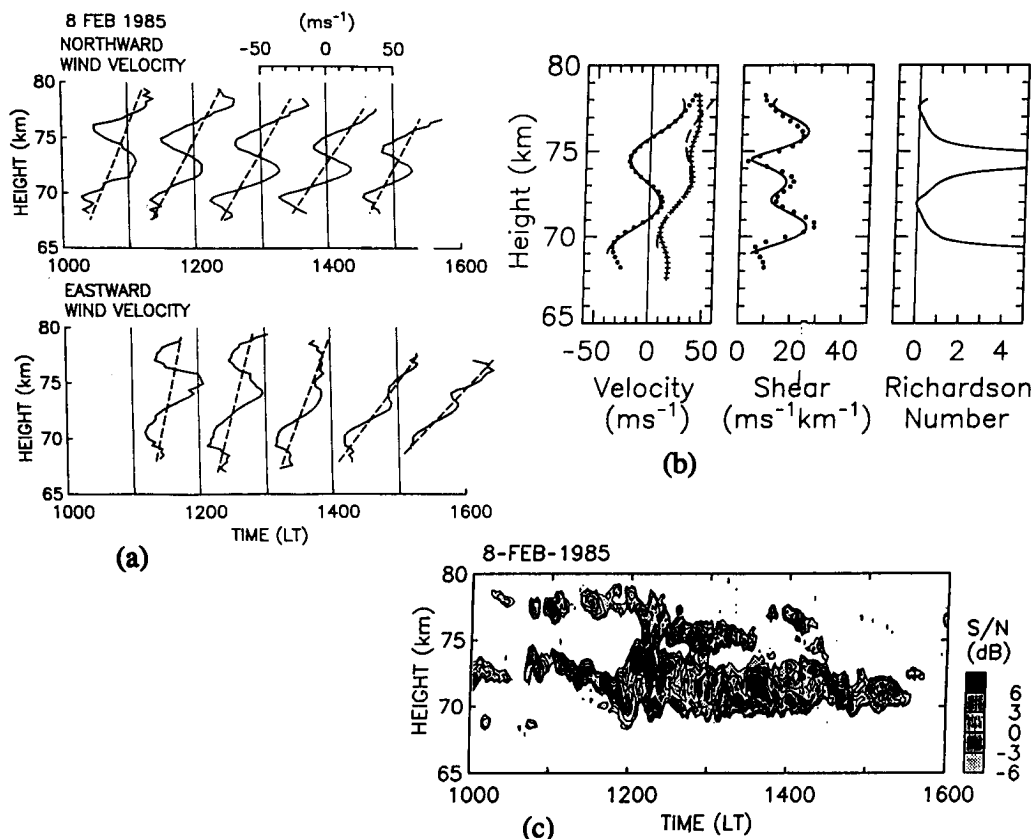 8 FEB 1985
NORTHWARD
WIND VELOCITY
(ms⁻¹)
-50 0 50
80
75
70
65
HEIGHT (km)
1000 1200 1400 1600
EASTWARD
WIND VELOCITY
80
75
70
65
HEIGHT (km)
1000 1200 1400 1600
TIME (LT)
(a)
80
75
70
65
Height (km)
-50 0 50
0 20 40
0 2 4
Velocity
(ms⁻¹)
Shear
(ms⁻¹km⁻¹)
Richardson
Number
(b)
8-FEB-1985
80
75
70
65
HEIGHT (km)
1000 1200 1400 1600
TIME (LT)
S/N
(dB)
6
3
0
-3
-6
(c)